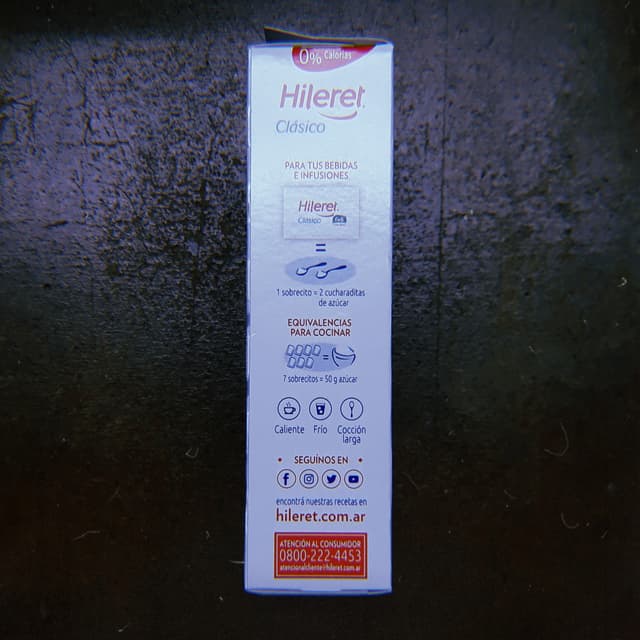 0% Calorías
Hileret
Clásico
PARA TUS BEBIDAS
E INFUSIONES
Hileret
Clásico
=
1 sobrecito = 2 cucharaditas
de azúcar
EQUIVALENCIAS
PARA COCINAR
=
7 sobrecitos = 50 g azúcar
Caliente Frío Cocción
larga
• SEGUÍNOS EN •
encontrá nuestras recetas en
hileret.com.ar
ATENCIÓN AL CONSUMIDOR
0800-222-4453
atencionalcliente@hileret.com.ar